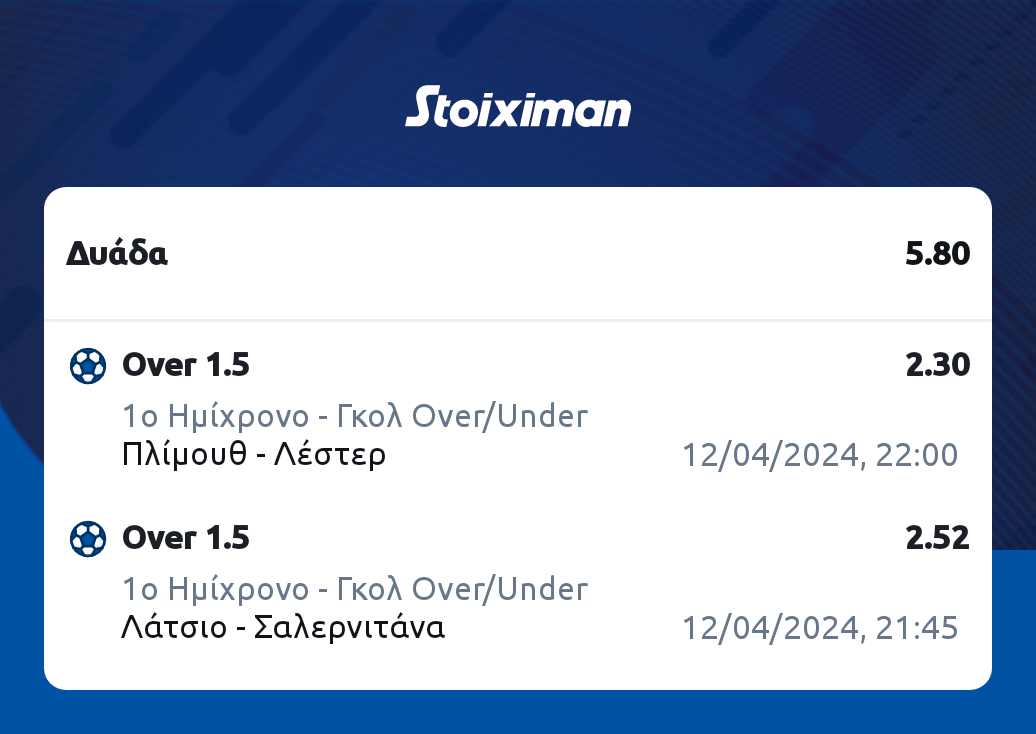 Stoiximan
Δυάδα 5.80
Over 1.5 2.30
1ο Ημίχρονο - Γκολ Over/Under
Πλίμουθ - Λέστερ 12/04/2024, 22:00
Over 1.5 2.52
1ο Ημίχρονο - Γκολ Over/Under
Λάτσιο - Σαλερνιτάνα 12/04/2024, 21:45